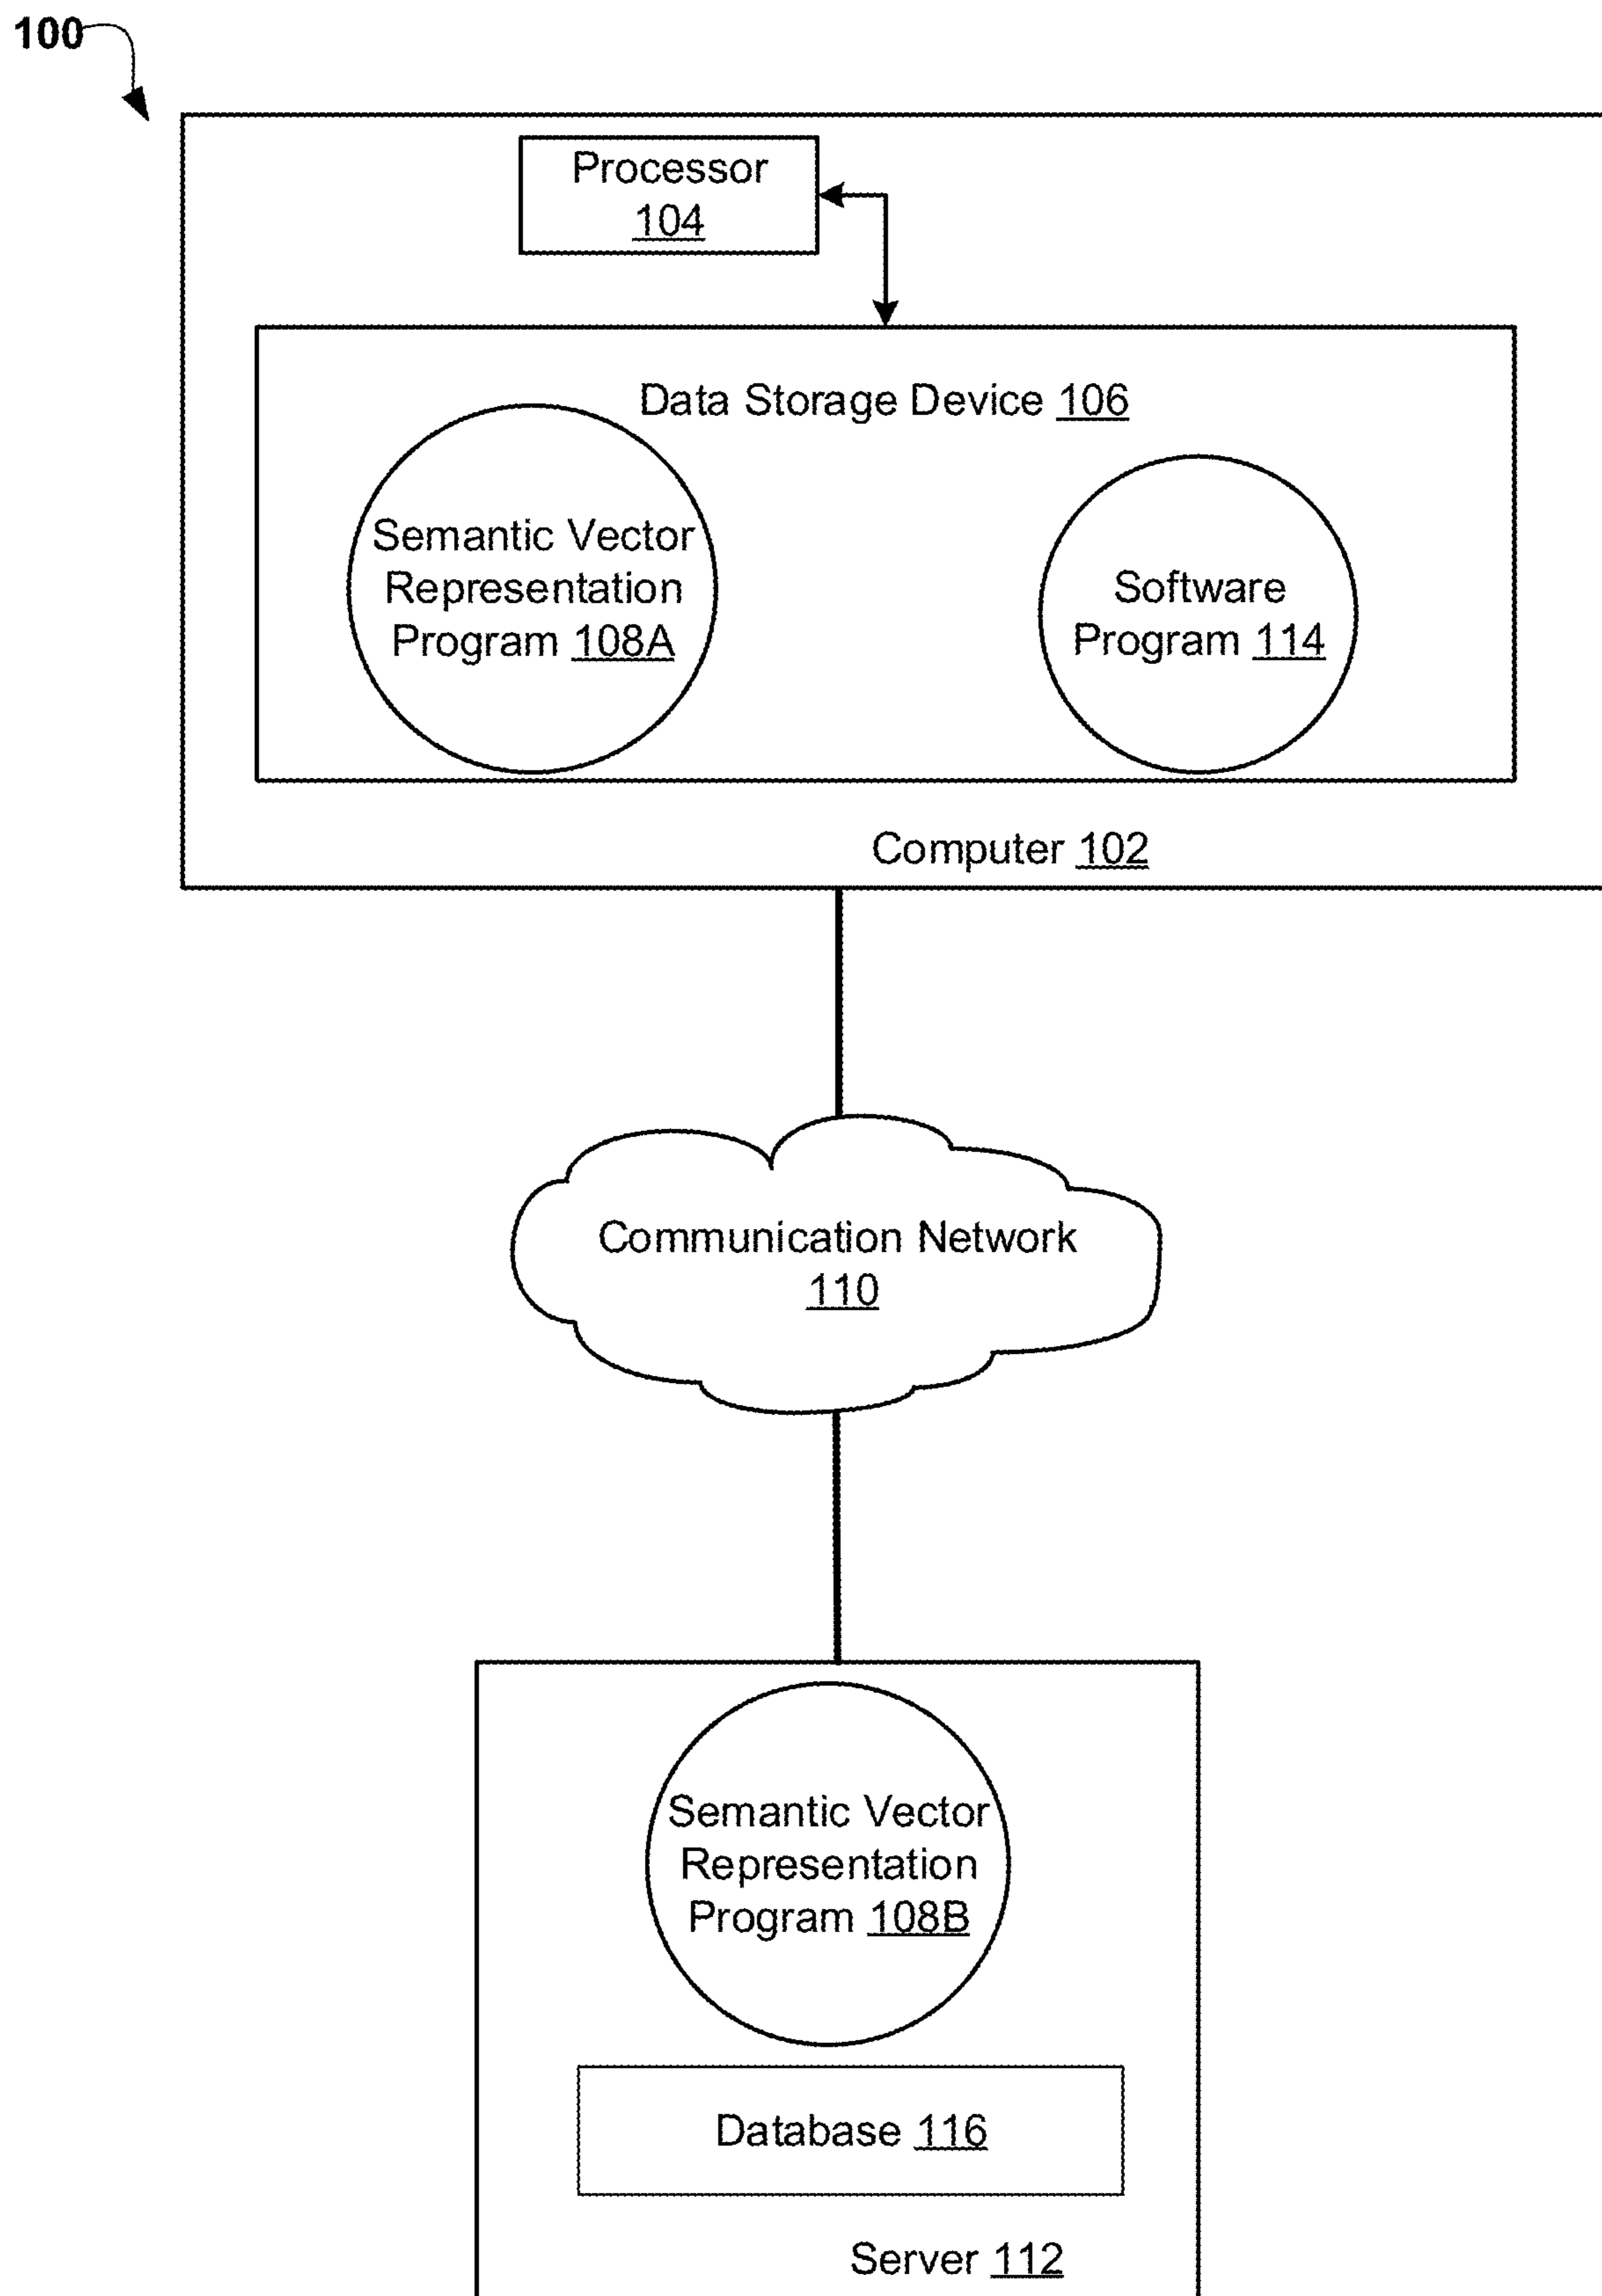 100
Processor
104
Data Storage Device 106
Semantic Vector
Representation
Program 108A
Software
Program 114
Computer 102
Communication Network
110
Semantic Vector
Representation
Program 108B
Database 116
Server 112